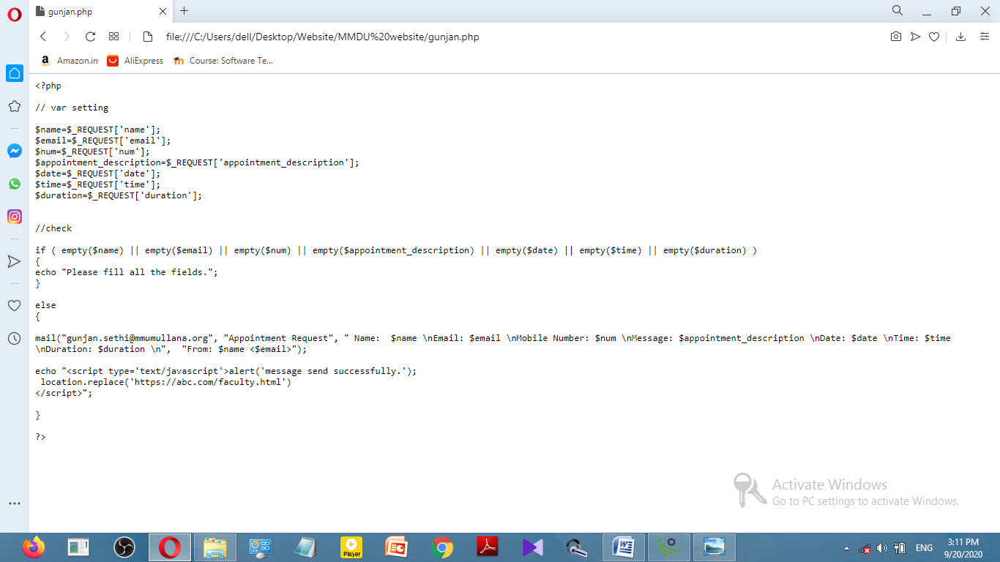 gunjan.php
file:///C:/Users/dell/Desktop/Website/MMDU%20website/gunjan.php
Amazon.in AliExpress Course: Software Te...
<?php
// var setting
$name=$_REQUEST['name'];
$email=$_REQUEST['email'];
$num=$_REQUEST['num'];
$appointment_description=$_REQUEST['appointment_description'];
$date=$_REQUEST['date'];
$time=$_REQUEST['time'];
$duration=$_REQUEST['duration'];
//check
if ( empty($name) || empty($email) || empty($num) || empty($appointment_description) || empty($date) || empty($time) || empty($duration) )
{
echo "Please fill all the fields.";
}
else
{
mail("gunjan.sethi@mmumullana.org", "Appointment Request", " Name:  $name \nEmail: $email \nMobile Number: $num \nMessage: $appointment_description \nDate: $date \nTime: $time
\nDuration: $duration \n",  "From: $name <$email>");
echo "<script type='text/javascript'>alert('message send successfully.');
 location.replace('https://abc.com/faculty.html')
</script>";
}
?>
Activate Windows
Go to PC settings to activate Windows.
Player
ENG
3:11 PM
9/20/2020